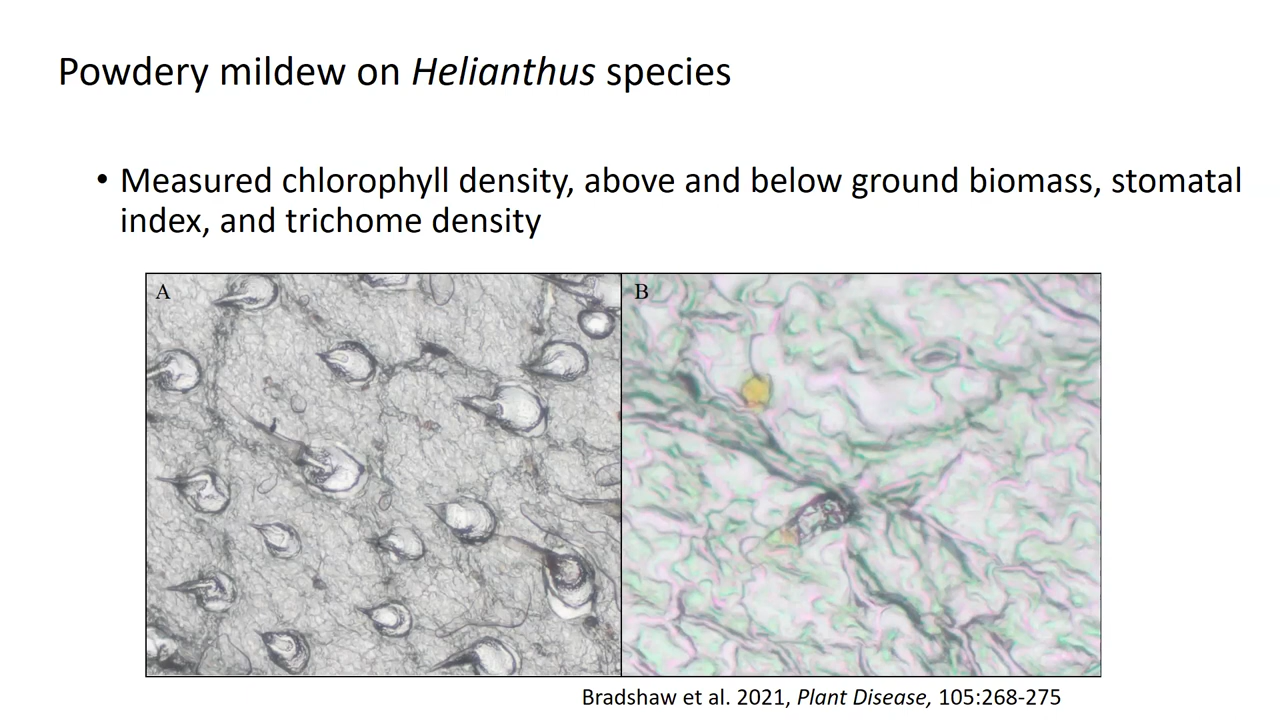 Powdery mildew on Helianthus species
• Measured chlorophyll density, above and below ground biomass, stomatal
index, and trichome density
A
B
Bradshaw et al. 2021, Plant Disease, 105:268-275